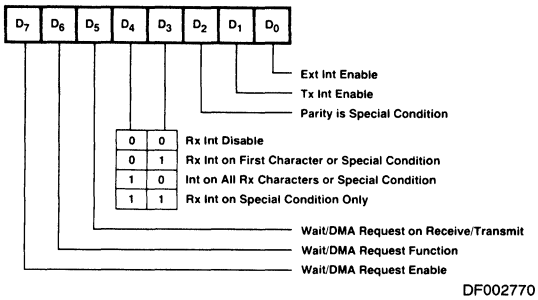 D7 D6 D5 D4 D3 D2 D1 D0
Ext Int Enable
Tx Int Enable
Parity is Special Condition
0 0 Rx Int Disable
0 1 Rx Int on First Character or Special Condition
1 0 Int on All Rx Characters or Special Condition
1 1 Rx Int on Special Condition Only
Wait/DMA Request on Receive/Transmit
Wait/DMA Request Function
Wait/DMA Request Enable
DF002770